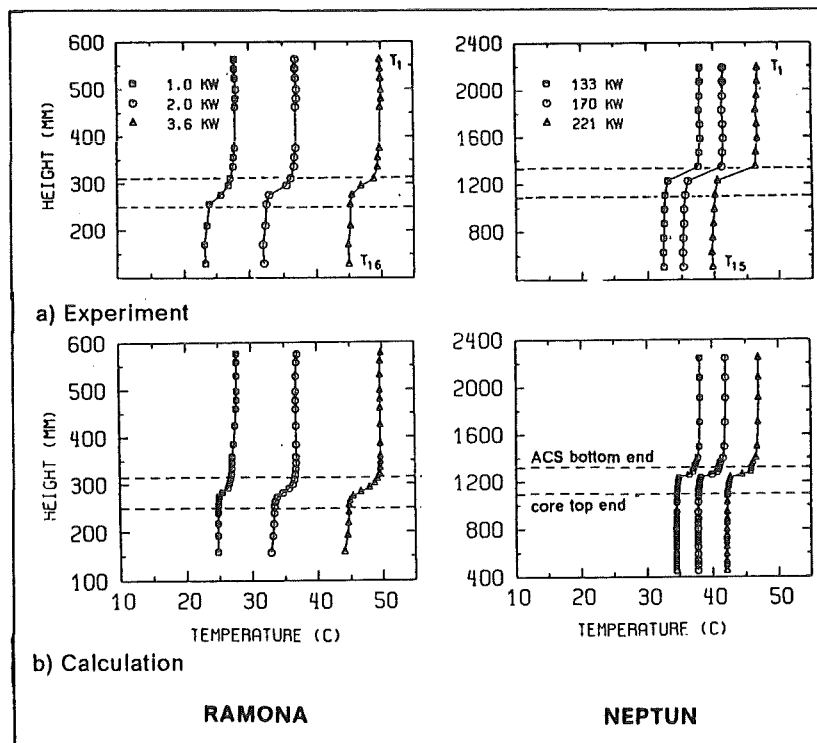 600
500
400
300
200
HEIGHT (MM)
1.0 KW
2.0 KW
3.6 KW
T1
T16
2400
2000
1600
1200
800
133 KW
170 KW
221 KW
T1
T15
a) Experiment
600
500
400
300
200
100
HEIGHT (MM)
10 20 30 40 50
TEMPERATURE (C)
2400
2000
1600
1200
800
400
ACS bottom end
core top end
10 20 30 40 50
TEMPERATURE (C)
b) Calculation
RAMONA
NEPTUN